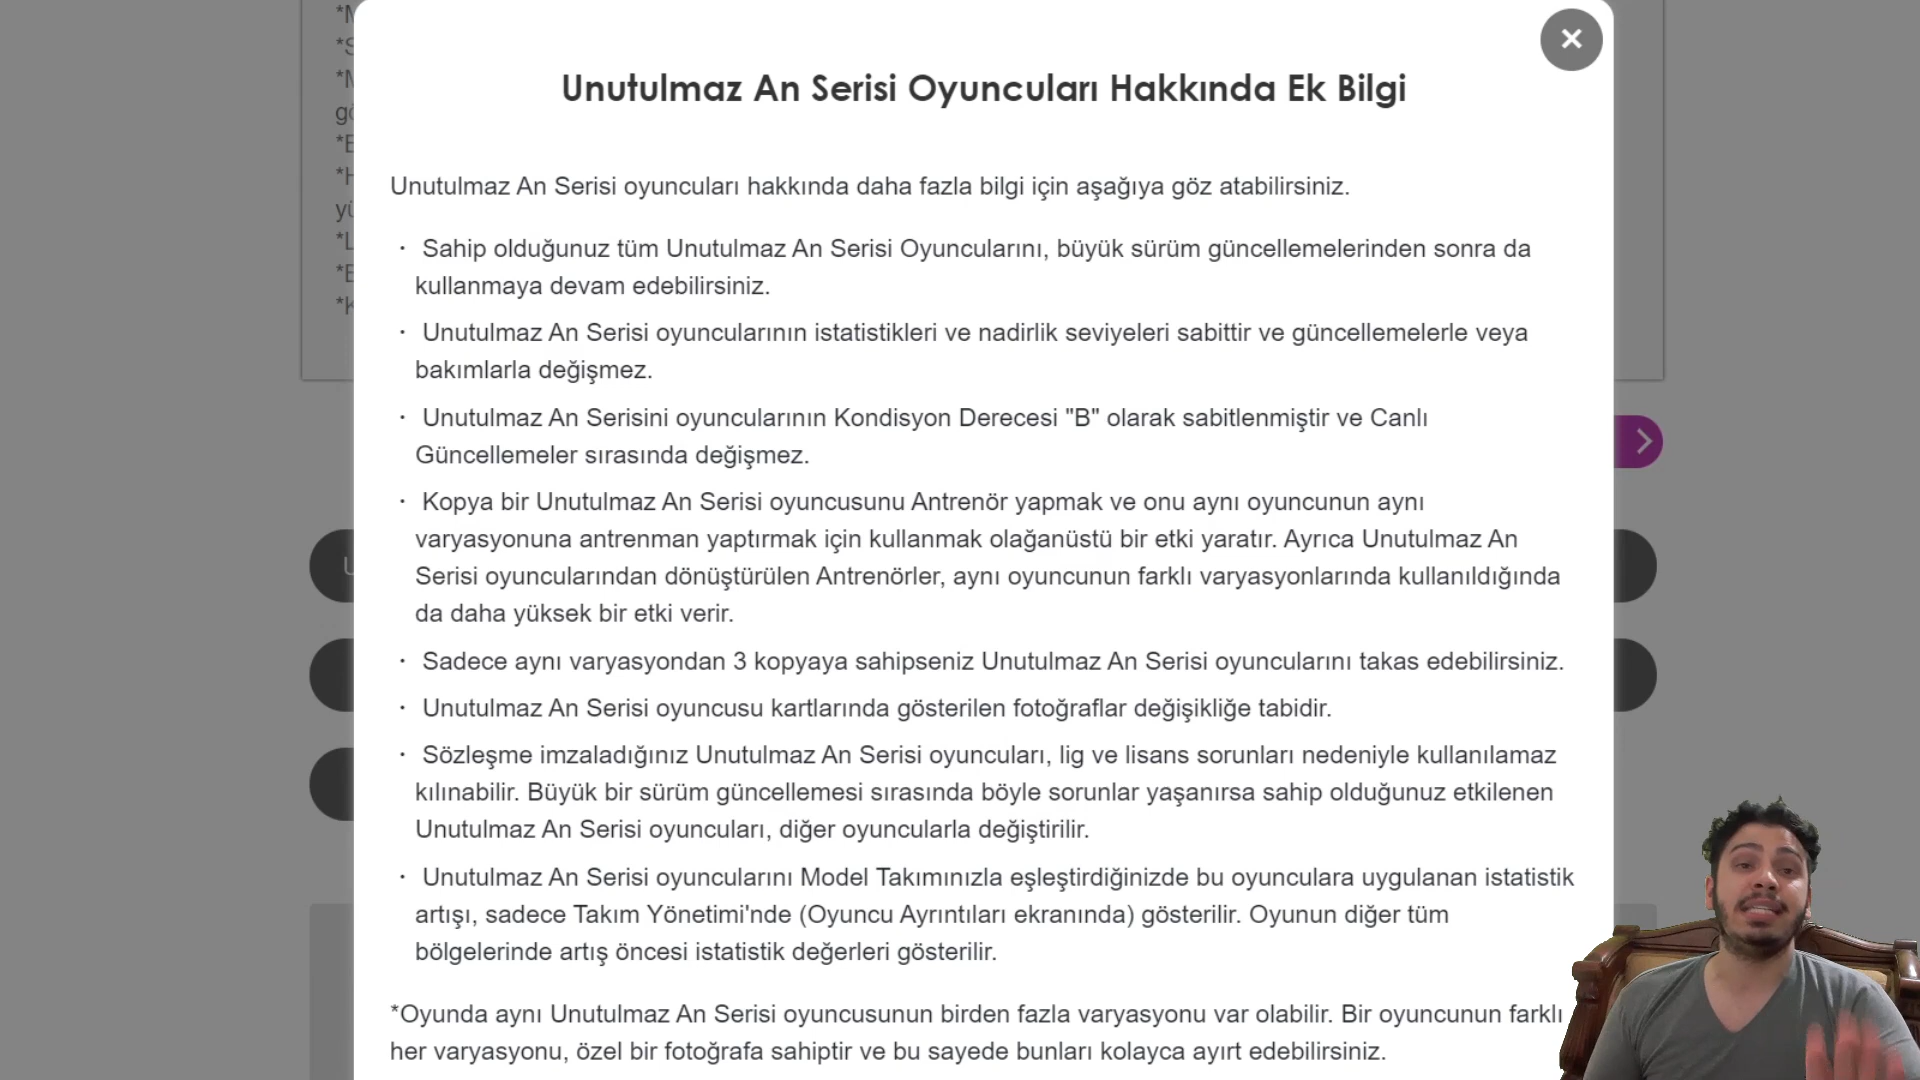 *M
*S
*M
gö
*E
*H
yü
*L
*E
*K
Unutulmaz An Serisi Oyuncuları Hakkında Ek Bilgi
Unutulmaz An Serisi oyuncuları hakkında daha fazla bilgi için aşağıya göz atabilirsiniz.
· Sahip olduğunuz tüm Unutulmaz An Serisi Oyuncularını, büyük sürüm güncellemelerinden sonra da
kullanmaya devam edebilirsiniz.
· Unutulmaz An Serisi oyuncularının istatistikleri ve nadirlik seviyeleri sabittir ve güncellemelerle veya
bakımlarla değişmez.
· Unutulmaz An Serisini oyuncularının Kondisyon Derecesi "B" olarak sabitlenmiştir ve Canlı
Güncellemeler sırasında değişmez.
· Kopya bir Unutulmaz An Serisi oyuncusunu Antrenör yapmak ve onu aynı oyuncunun aynı
varyasyonuna antrenman yaptırmak için kullanmak olağanüstü bir etki yaratır. Ayrıca Unutulmaz An
Serisi oyuncularından dönüştürülen Antrenörler, aynı oyuncunun farklı varyasyonlarında kullanıldığında
da daha yüksek bir etki verir.
· Sadece aynı varyasyondan 3 kopyaya sahipseniz Unutulmaz An Serisi oyuncularını takas edebilirsiniz.
· Unutulmaz An Serisi oyuncusu kartlarında gösterilen fotoğraflar değişikliğe tabidir.
· Sözleşme imzaladığınız Unutulmaz An Serisi oyuncuları, lig ve lisans sorunları nedeniyle kullanılamaz
kılınabilir. Büyük bir sürüm güncellemesi sırasında böyle sorunlar yaşanırsa sahip olduğunuz etkilenen
Unutulmaz An Serisi oyuncuları, diğer oyuncularla değiştirilir.
· Unutulmaz An Serisi oyuncularını Model Takımınızla eşleştirdiğinizde bu oyunculara uygulanan istatistik
artışı, sadece Takım Yönetimi'nde (Oyuncu Ayrıntıları ekranında) gösterilir. Oyunun diğer tüm
bölgelerinde artış öncesi istatistik değerleri gösterilir.
*Oyunda aynı Unutulmaz An Serisi oyuncusunun birden fazla varyasyonu var olabilir. Bir oyuncunun farklı
her varyasyonu, özel bir fotoğrafa sahiptir ve bu sayede bunları kolayca ayırt edebilirsiniz.